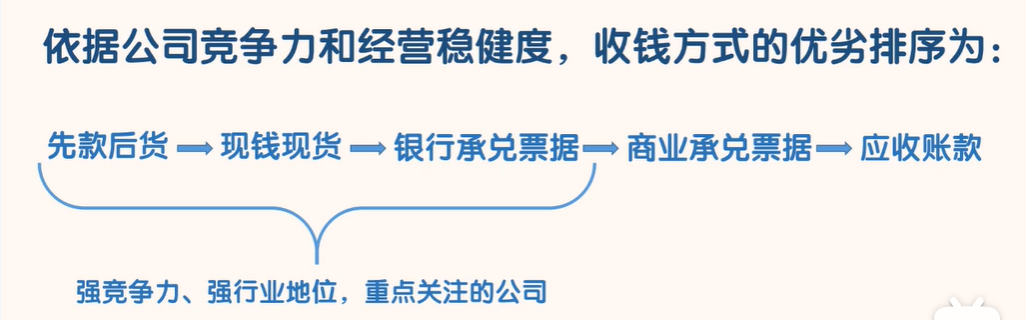 依据公司竞争力和经营稳健度，收钱方式的优劣排序为：
先款后货 → 现钱现货 → 银行承兑票据 → 商业承兑票据 → 应收账款
强竞争力、强行业地位，重点关注的公司